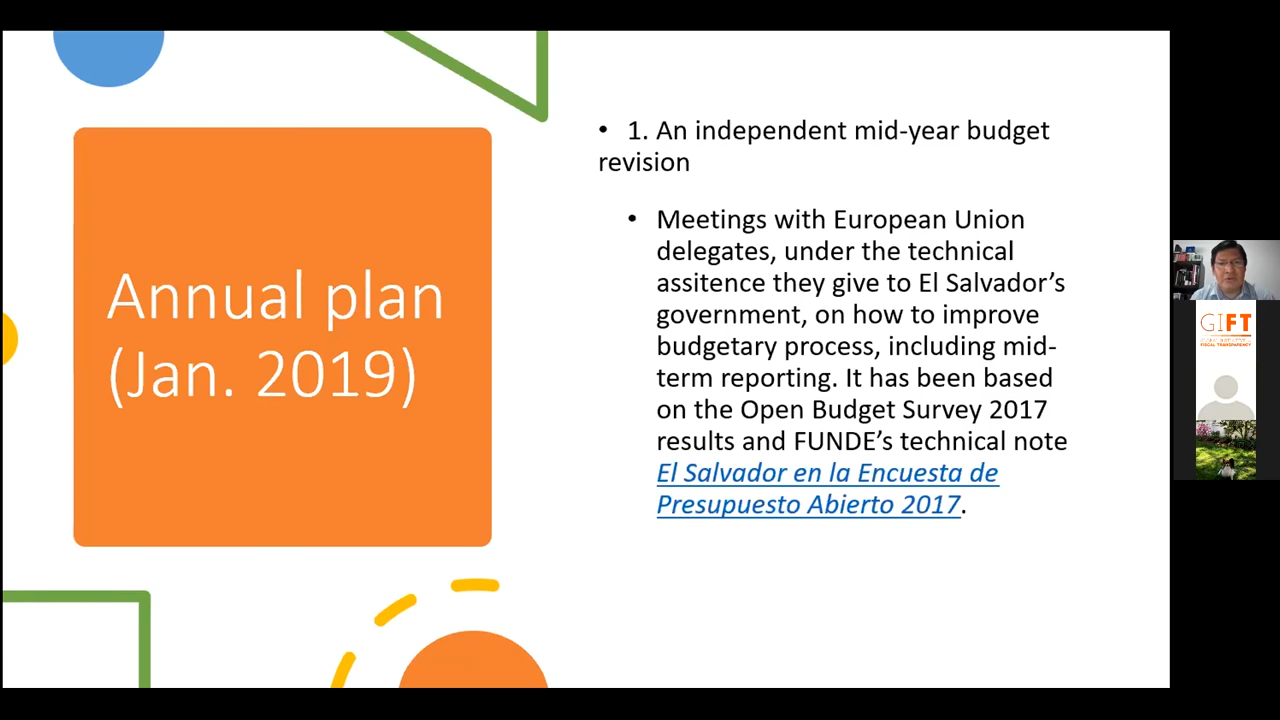 Annual plan
(Jan. 2019)
• 1. An independent mid-year budget
revision
• Meetings with European Union
delegates, under the technical
assitence they give to El Salvador’s
government, on how to improve
budgetary process, including mid-
term reporting. It has been based
on the Open Budget Survey 2017
results and FUNDE’s technical note
El Salvador en la Encuesta de
Presupuesto Abierto 2017.
GIFT
FISCAL TRANSPARENCY